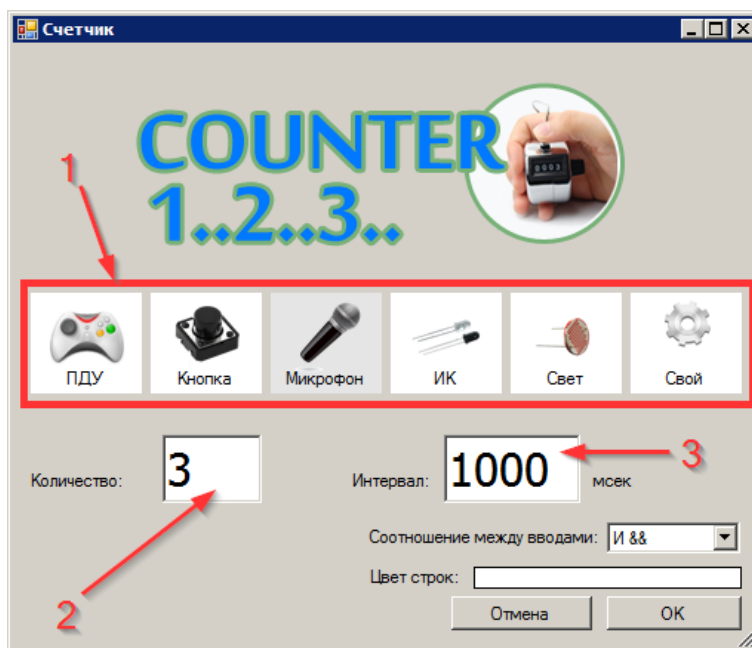 Счетчик
COUNTER
1..2..3..
0003
1
ПДУ Кнопка Микрофон ИК Свет Свой
Количество: 3 Интервал: 1000 мсек 3
Соотношение между вводами: И &&
Цвет строк:
2
Отмена OK